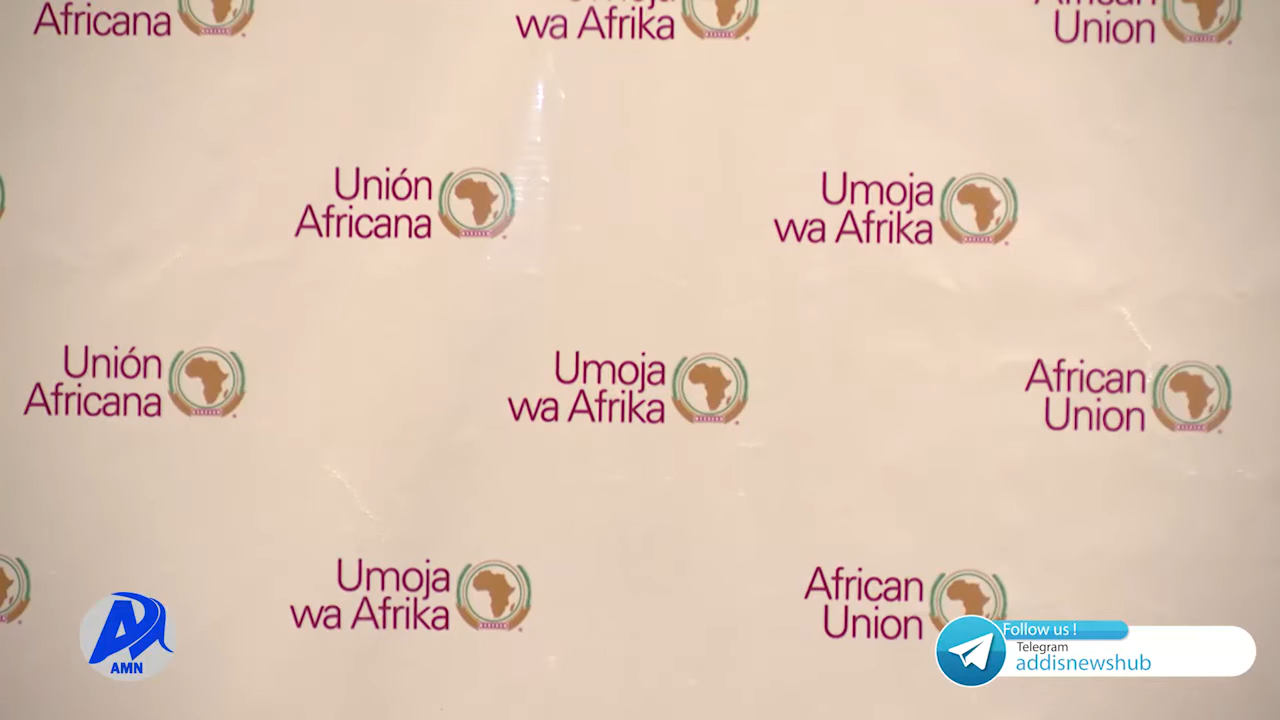 Africana
wa Afrika
African
Union
Unión
Africana
Umoja
wa Afrika
Unión
Africana
Umoja
wa Afrika
African
Union
Umoja
wa Afrika
African
Union
AMN
Follow us !
Telegram
addisnewshub